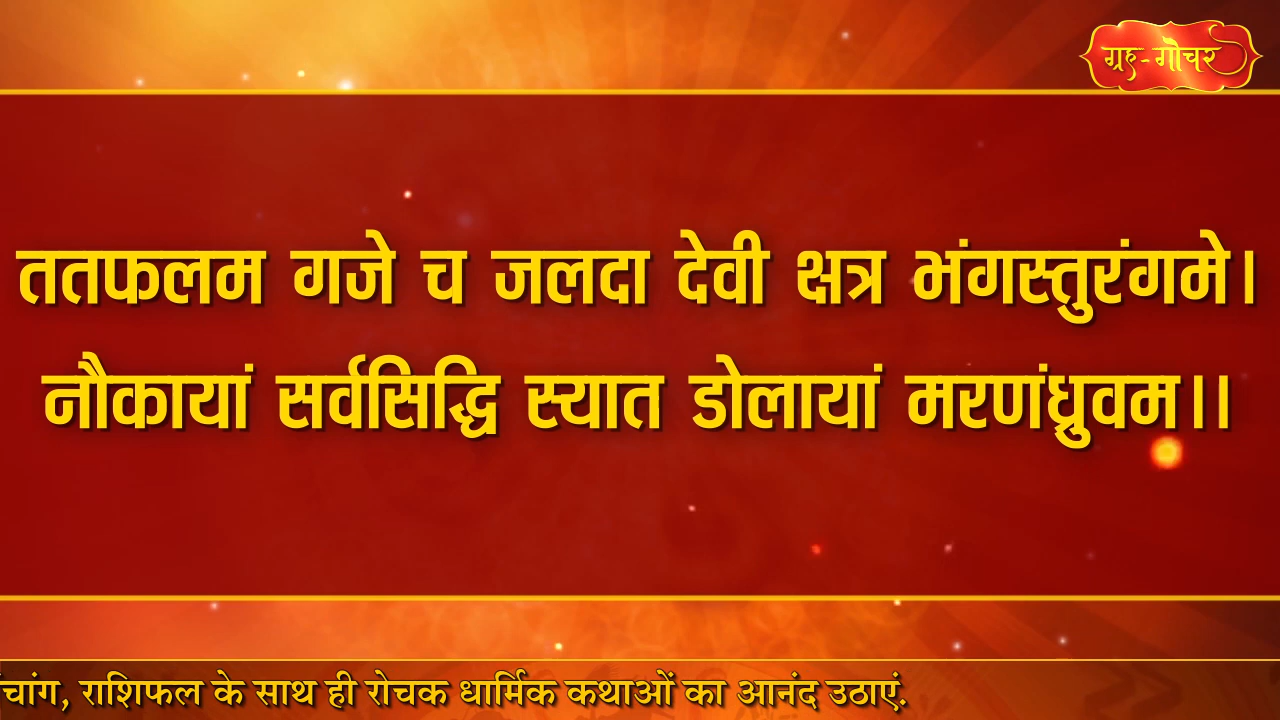 ग्रह-गोचर
ततफलम गजे च जलदा देवी क्षत्र भंगस्तुरंगमे।
नौकायां सर्वसिद्धि स्यात डोलायां मरणंध्रुवम।।
चांग, राशिफल के साथ ही रोचक धार्मिक कथाओं का आनंद उठाएं.